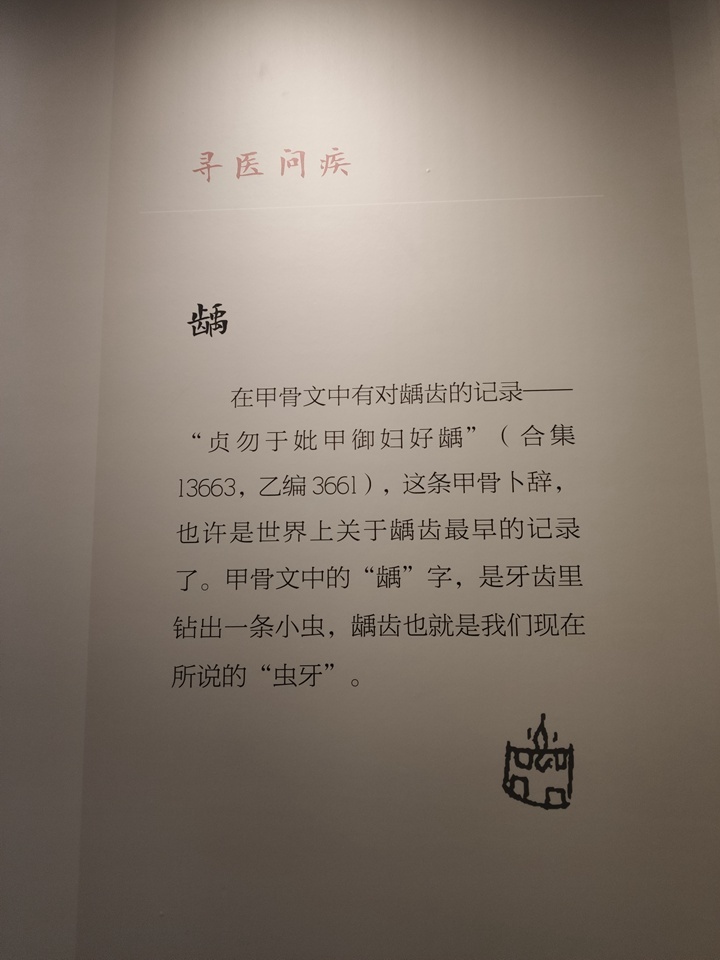 寻医问疾
龋
在甲骨文中有对龋齿的记录——
“贞勿于妣甲御妇好龋”（合集
13663，乙编3661），这条甲骨卜辞，
也许是世界上关于龋齿最早的记录
了。甲骨文中的“龋”字，是牙齿里
钻出一条小虫，龋齿也就是我们现在
所说的“虫牙”。